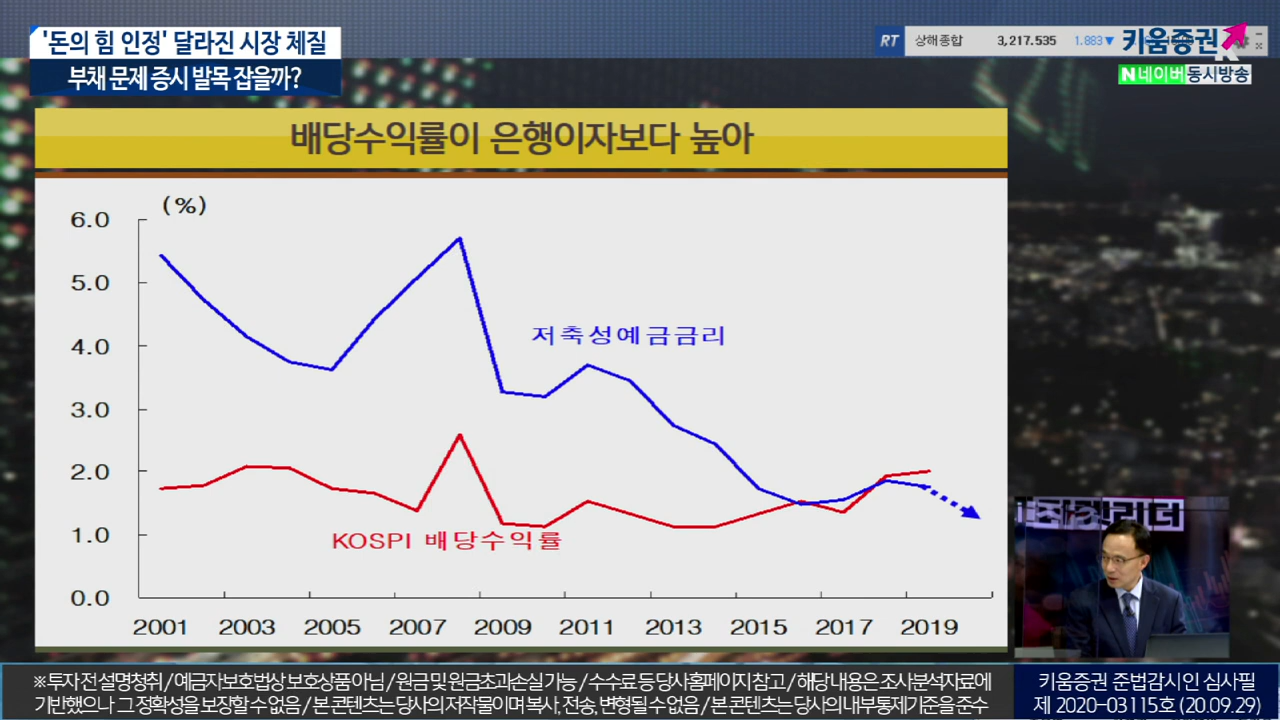 '돈의 힘 인정' 달라진 시장 체질
부채 문제 증시 발목 잡을까?
RT 상해종합 3,217.535 1.883▼
키움증권
N네이버동시방송
배당수익률이 은행이자보다 높아
(%)
6.0
5.0
4.0
3.0
2.0
1.0
0.0
저축성예금금리
KOSPI 배당수익률
2001 2003 2005 2007 2009 2011 2013 2015 2017 2019
※투자 전 설명청취/예금자보호법상 보호상품 아님/원금 및 원금초과손실 가능/수수료 등 당사홈페이지 참고/해당 내용은 조사분석자료에
기반했으나 그 정확성을 보장할 수 없음/본 콘텐츠는 당사의 저작물이며 복사, 전송, 변형될 수 없음/본 콘텐츠는 당사의 내부통제기준을 준수
키움증권 준법감시인 심사필
제 2020-03115호 (20.09.29)